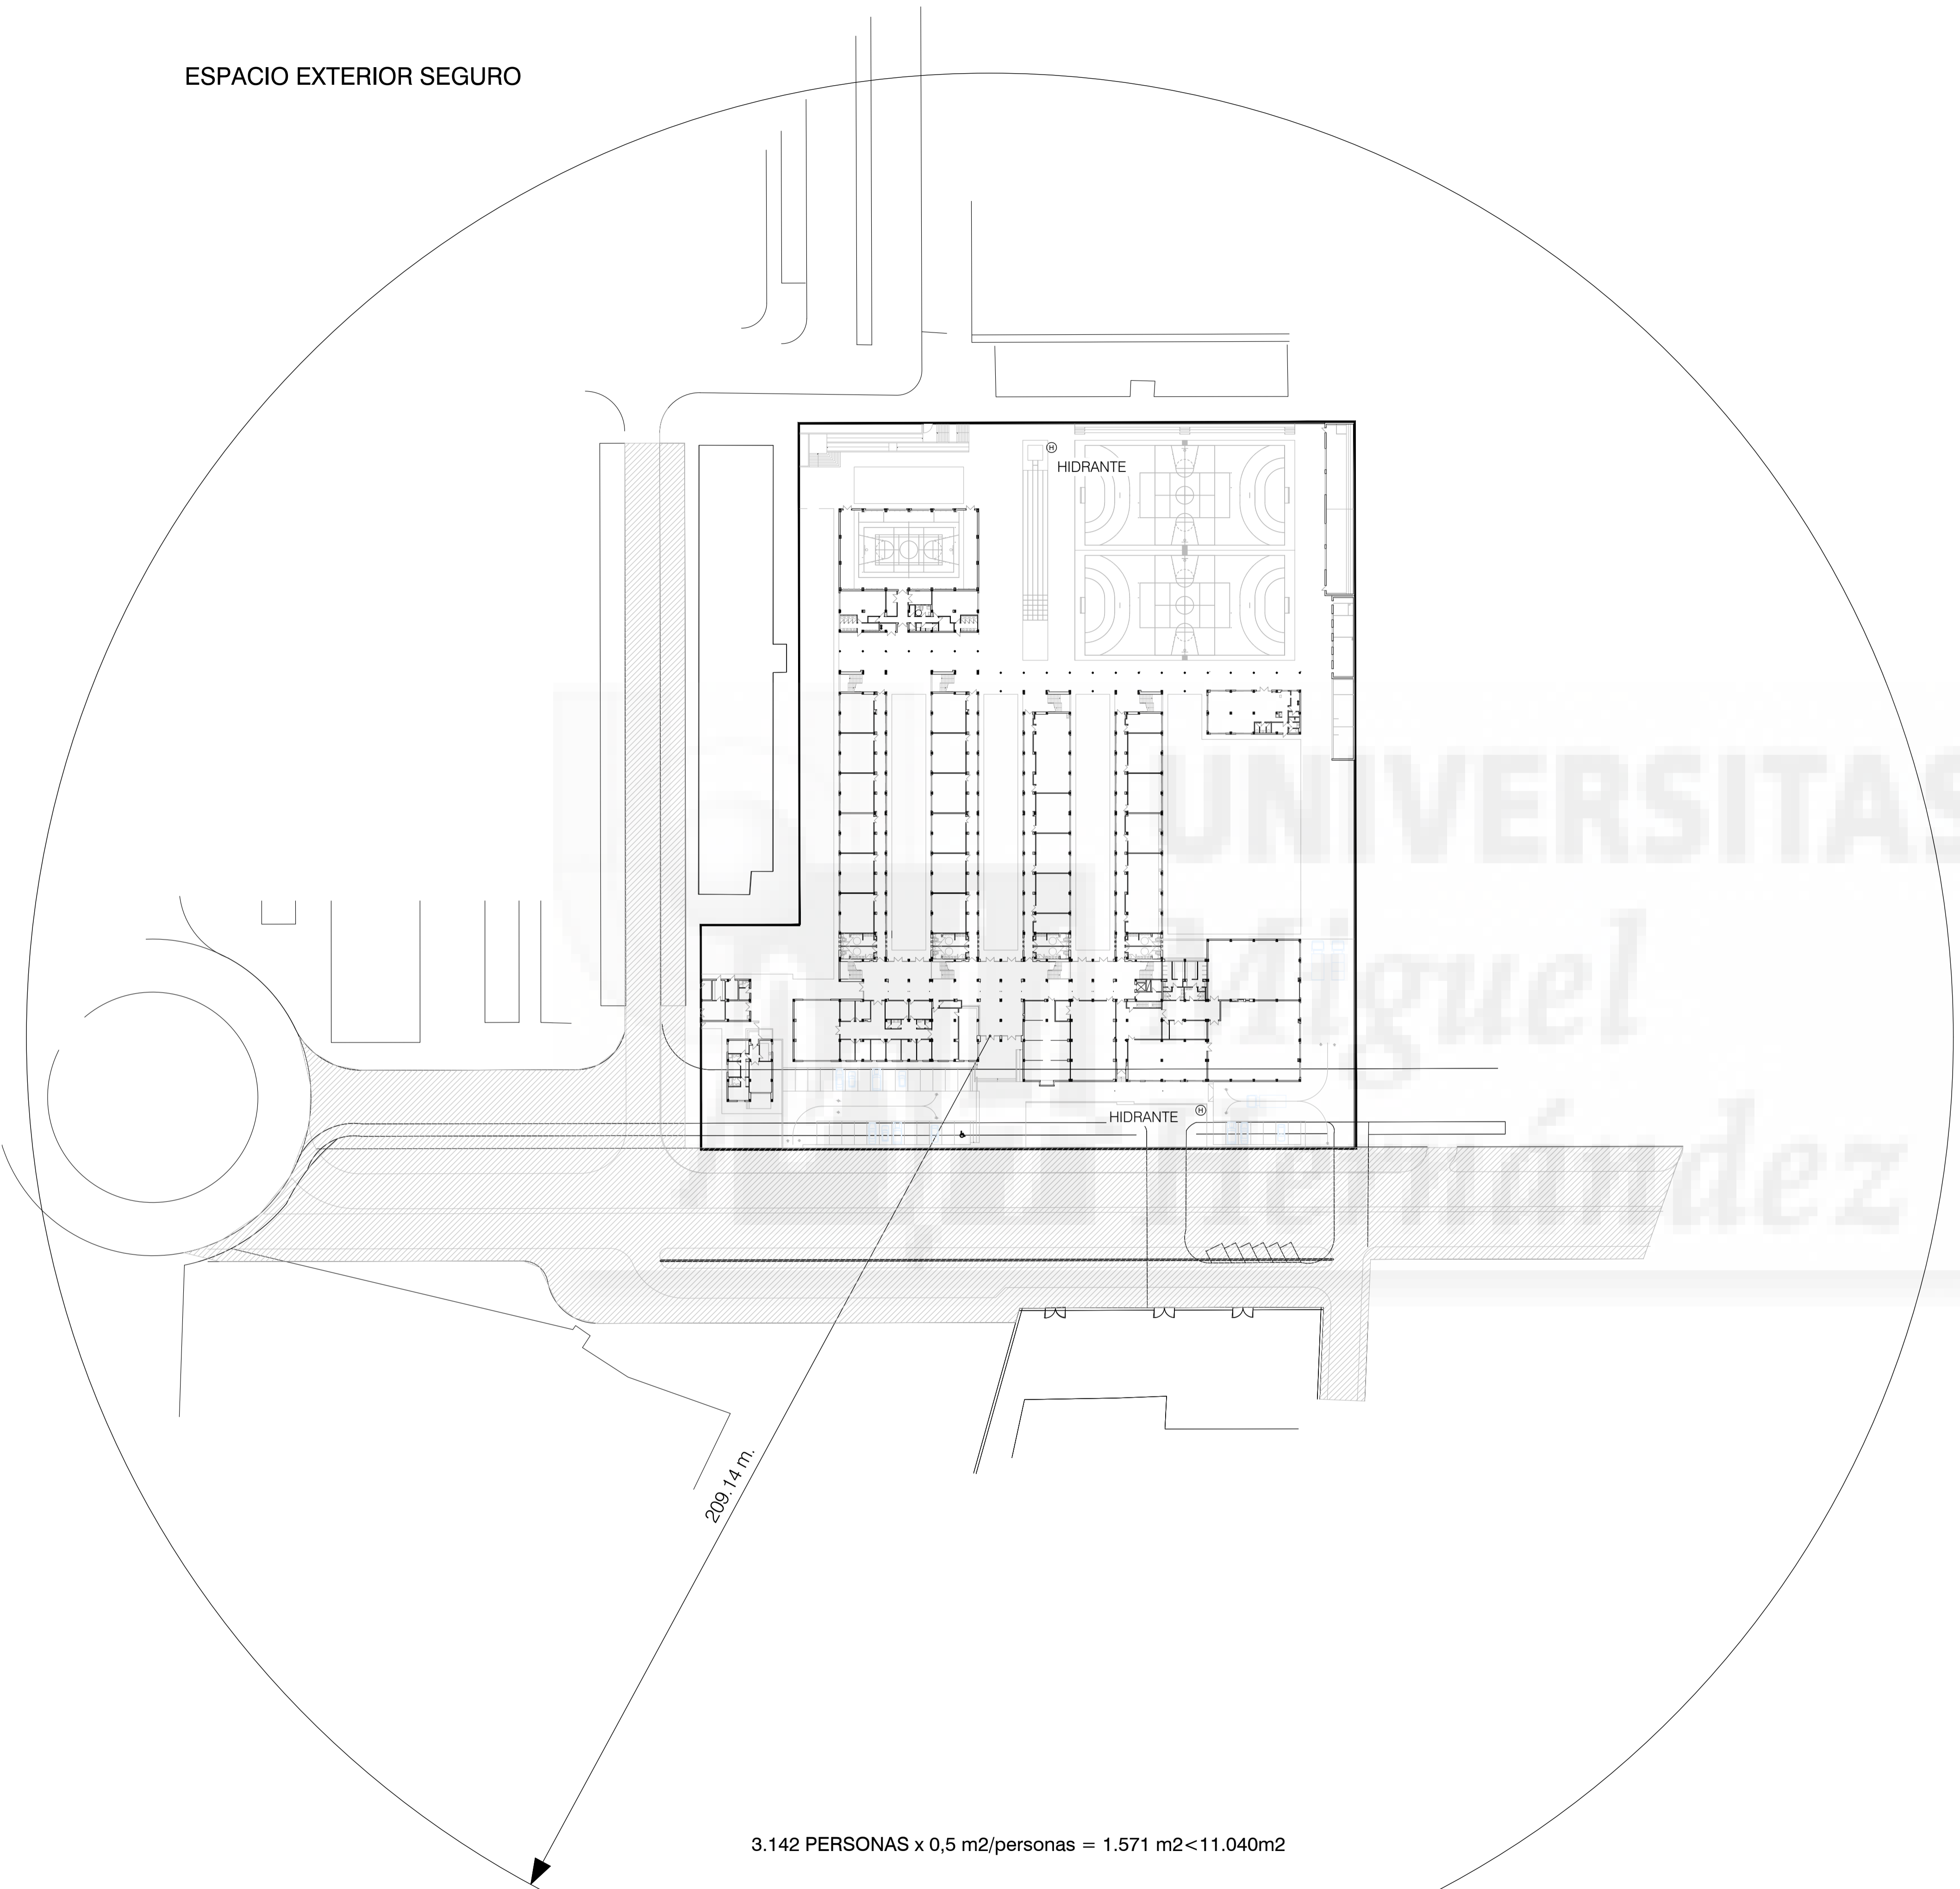 ESPACIO EXTERIOR SEGURO
H
HIDRANTE
UNIVERSITAS
Miguel
HIDRANTE H
Hernández
209.14 m.
3.142 PERSONAS x 0,5 m2/personas = 1.571 m2<11.040m2